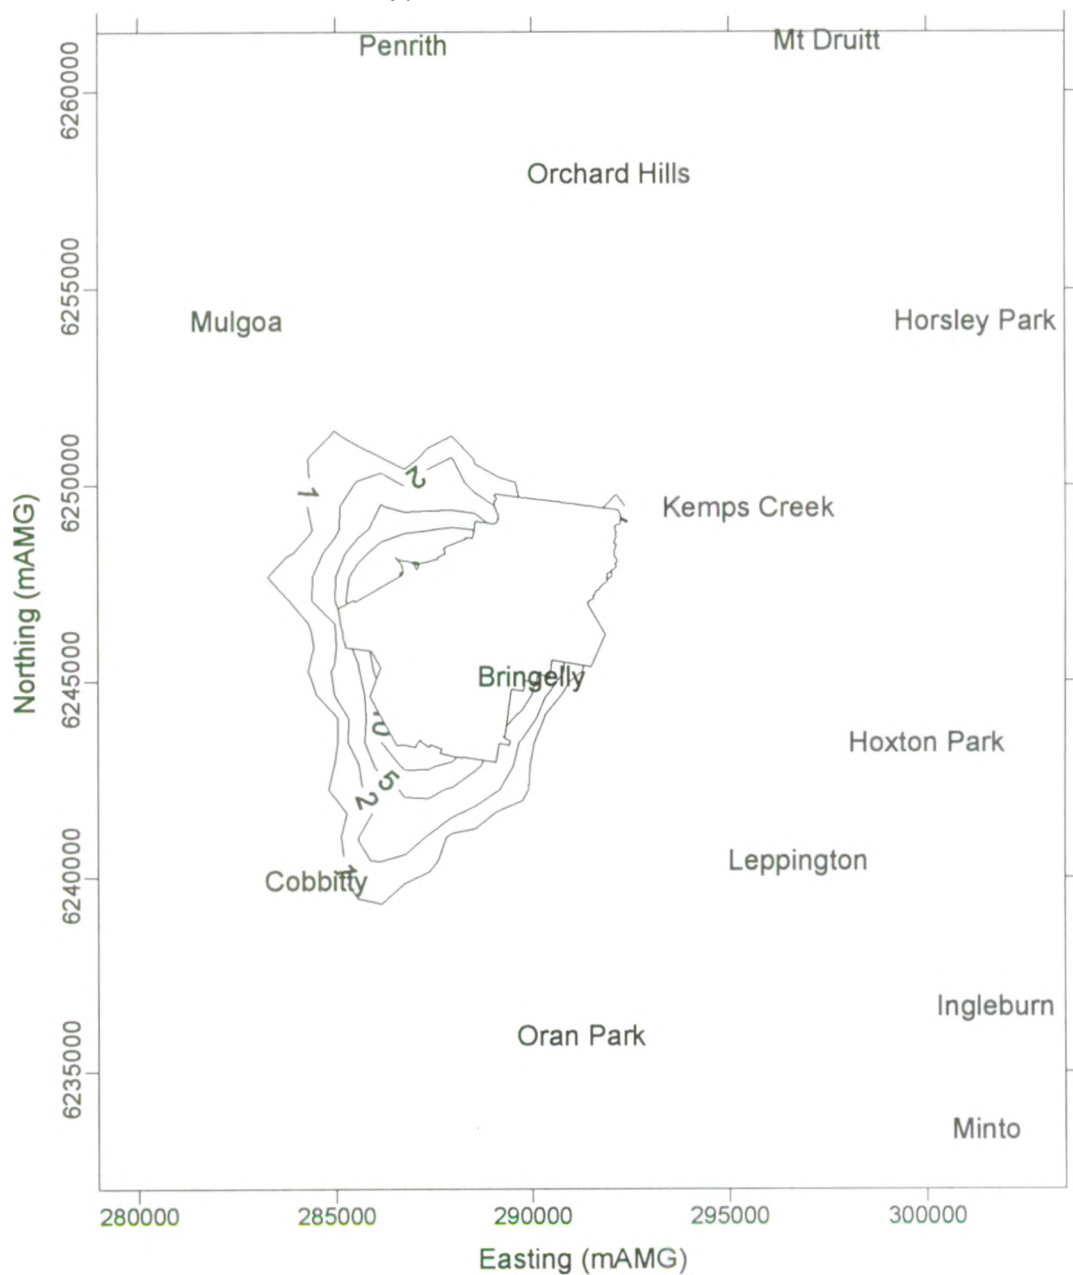 Penrith
Mt Druitt
6260000
Orchard Hills
6255000
Mulgoa
Horsley Park
6250000
2
1
Kemps Creek
Northing (mAMG)
6245000
Bringelly
10
Hoxton Park
5
2
6240000
Leppington
1
Cobbitty
Ingleburn
Oran Park
6235000
Minto
280000
285000
290000
295000
300000
Easting (mAMG)